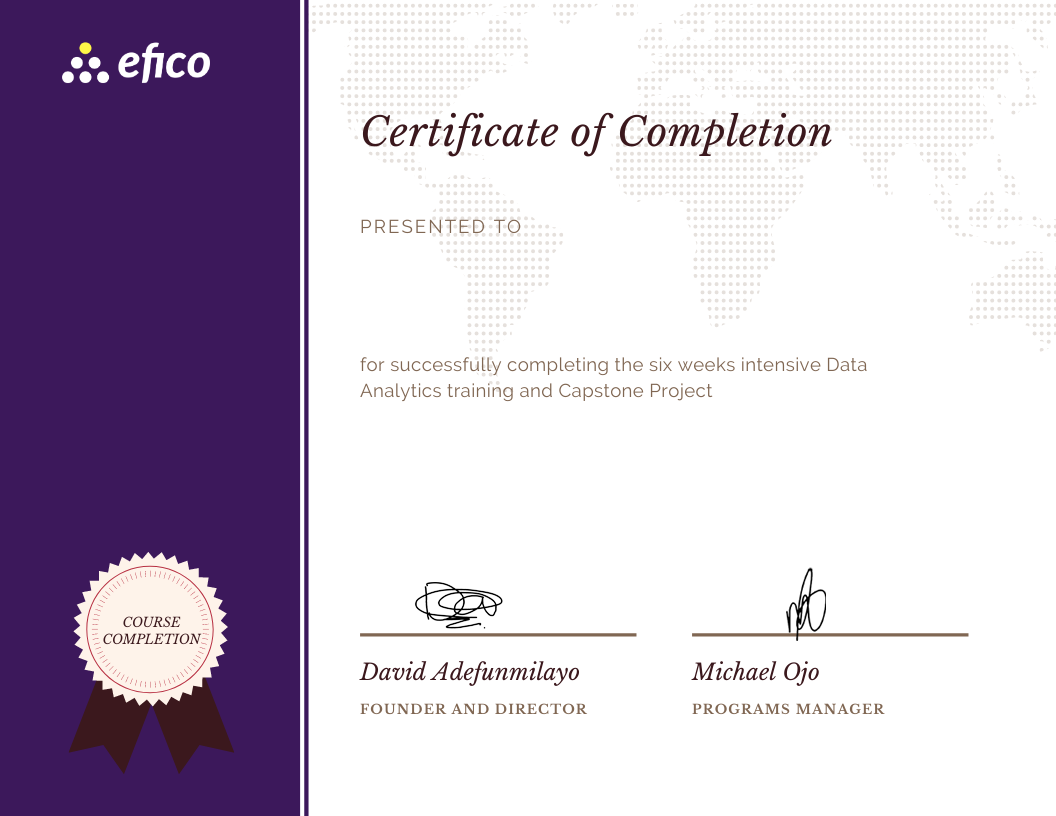 efico
Certificate of Completion
PRESENTED TO
for successfully completing the six weeks intensive Data
Analytics training and Capstone Project
COURSE
COMPLETION
David Adefunmilayo
FOUNDER AND DIRECTOR
Michael Ojo
PROGRAMS MANAGER